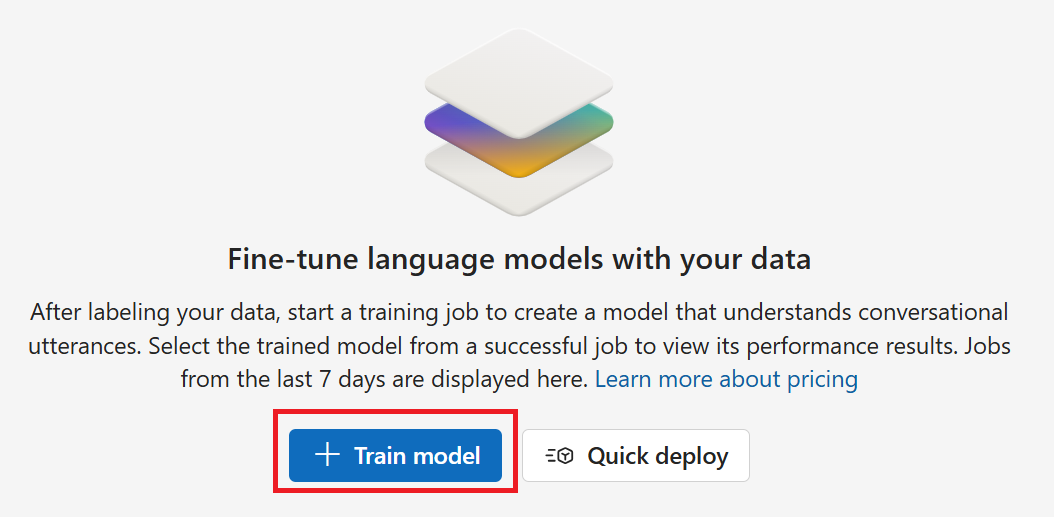 Fine-tune language models with your data
After labeling your data, start a training job to create a model that understands conversational
utterances. Select the trained model from a successful job to view its performance results. Jobs
from the last 7 days are displayed here. Learn more about pricing
Train model
Quick deploy